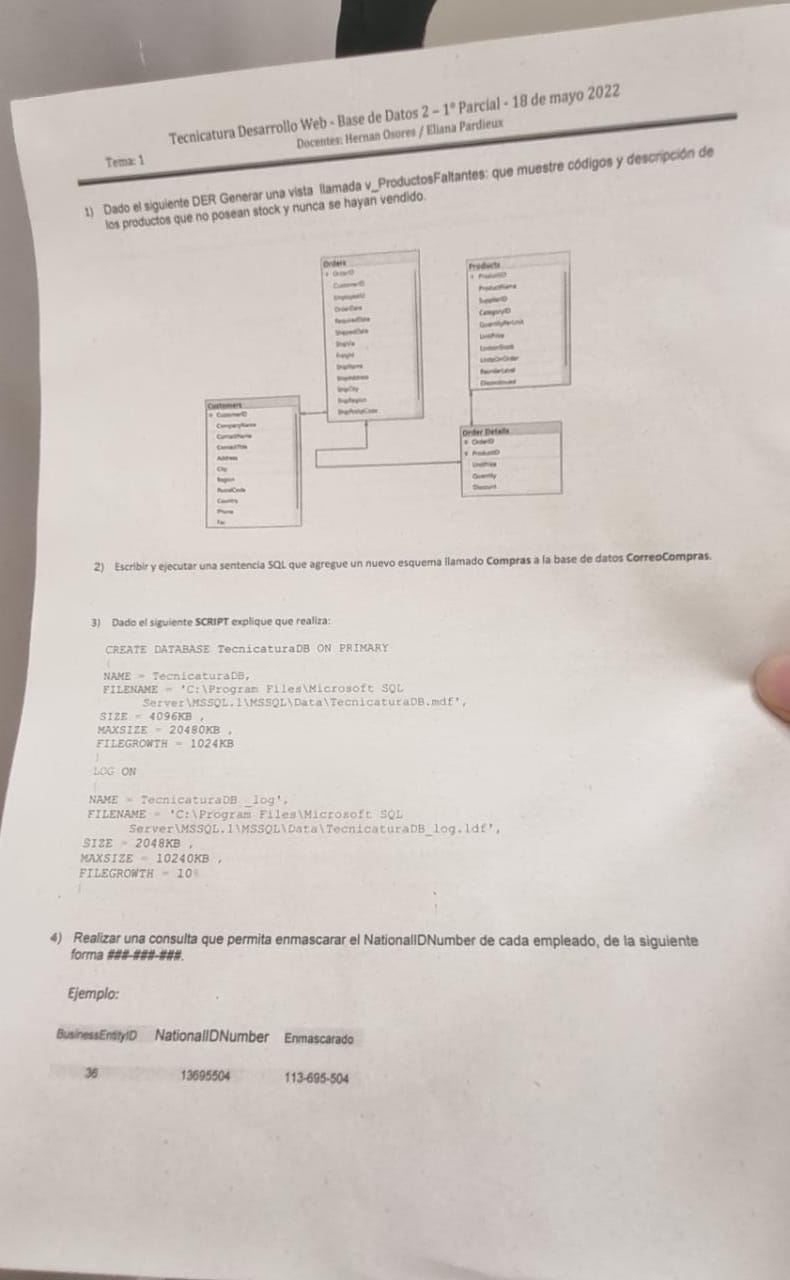 Tecnicatura Desarrollo Web - Base de Datos 2 – 1° Parcial - 18 de mayo 2022
Docentes: Hernan Osores / Eliana Pardieux
Tema: 1
1) Dado el siguiente DER Generar una vista llamada v_ProductosFaltantes: que muestre códigos y descripción de
los productos que no posean stock y nunca se hayan vendido.
Orders
OrderID
CustomerID
EmployeeID
OrderDate
RequiredDate
ShippedDate
ShipVia
Freight
ShipName
ShipAddress
ShipCity
ShipRegion
ShipPostalCode
Products
ProductID
ProductName
SupplierID
CategoryID
QuantityPerUnit
UnitPrice
UnitsInStock
UnitsOnOrder
ReorderLevel
Discontinued
Customers
CustomerID
CompanyName
ContactName
ContactTitle
Address
City
Region
PostalCode
Country
Phone
Fax
Order Details
OrderID
ProductID
UnitPrice
Quantity
Discount
2) Escribir y ejecutar una sentencia SQL que agregue un nuevo esquema llamado Compras a la base de datos CorreoCompras.
3) Dado el siguiente SCRIPT explique que realiza:
CREATE DATABASE TecnicaturaDB ON PRIMARY
(
NAME = TecnicaturaDB,
FILENAME = 'C:\Program Files\Microsoft SQL
Server\MSSQL.1\MSSQL\Data\TecnicaturaDB.mdf',
SIZE = 4096KB ,
MAXSIZE = 20480KB ,
FILEGROWTH = 1024KB
)
LOG ON
(
NAME = TecnicaturaDB _log',
FILENAME = 'C:\Program Files\Microsoft SQL
Server\MSSQL.1\MSSQL\Data\TecnicaturaDB_log.ldf',
SIZE = 2048KB ,
MAXSIZE = 10240KB ,
FILEGROWTH = 10%
)
4) Realizar una consulta que permita enmascarar el NationalIDNumber de cada empleado, de la siguiente
forma ###-###-###.
Ejemplo:
BusinessEntityID NationalIDNumber Enmascarado
36 13695504 113-695-504